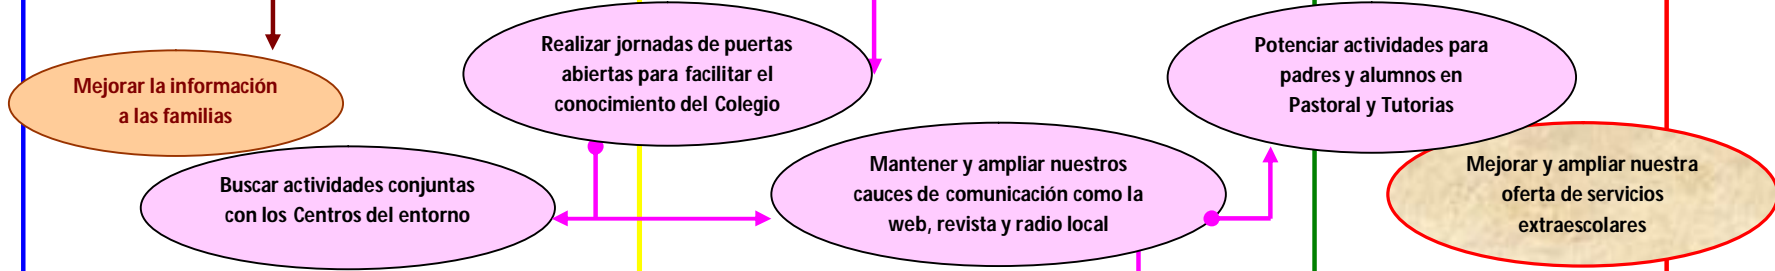 Mejorar la información
a las familias
Realizar jornadas de puertas
abiertas para facilitar el
conocimiento del Colegio
Potenciar actividades para
padres y alumnos en
Pastoral y Tutorias
Buscar actividades conjuntas
con los Centros del entorno
Mantener y ampliar nuestros
cauces de comunicación como la
web, revista y radio local
Mejorar y ampliar nuestra
oferta de servicios
extraescolares